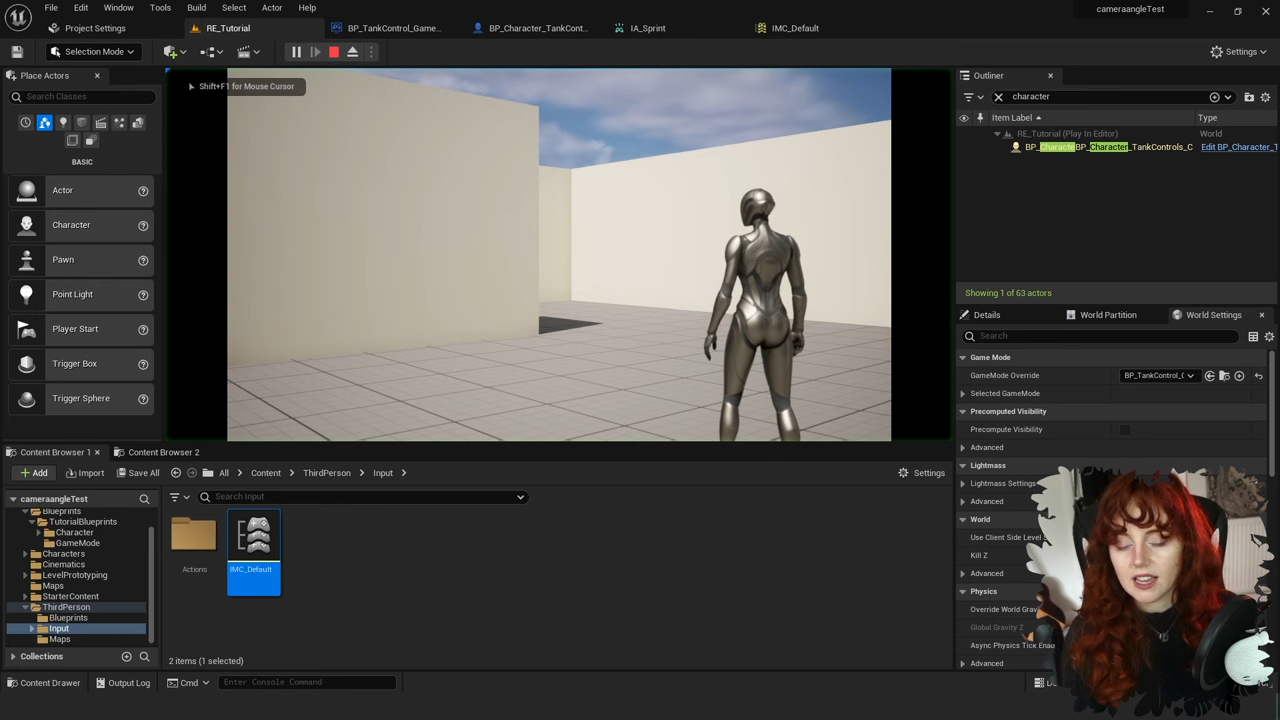 File Edit Window Tools Build Select Actor Help
cameraangleTest
Project Settings
RE_Tutorial
BP_TankControl_Game...
BP_Character_TankCont...
IA_Sprint
IMC_Default
Selection Mode
Settings
Place Actors
Search Classes
BASIC
Actor
Character
Pawn
Point Light
Player Start
Trigger Box
Trigger Sphere
Shift+F1 for Mouse Cursor
Outliner
character
Item Label
Type
RE_Tutorial (Play In Editor)
World
BP_CharacteBP_Character_TankControls_C
Edit BP_Character_T
Showing 1 of 63 actors
Details
World Partition
World Settings
Search
Game Mode
GameMode Override
BP_TankControl_G
Selected GameMode
Precomputed Visibility
Precompute Visibility
Advanced
Lightmass
Lightmass Settings
Advanced
World
Use Client Side Level S
Kill Z
Advanced
Physics
Override World Grav
Global Gravity Z
Async Physics Tick Enab
Advanced
Content Browser 1
Content Browser 2
Add
Import
Save All
All
Content
ThirdPerson
Input
Settings
cameraangleTest
Blueprints
TutorialBlueprints
Character
GameMode
Characters
Cinematics
LevelPrototyping
Maps
StarterContent
ThirdPerson
Blueprints
Input
Maps
Collections
Search Input
Actions
IMC_Default
2 items (1 selected)
Content Drawer
Output Log
Cmd
Enter Console Command